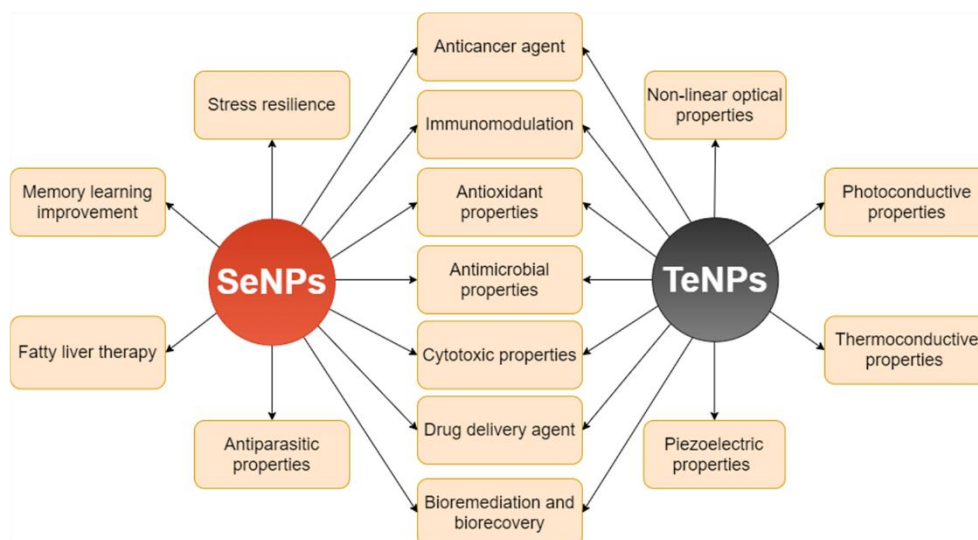 Anticancer agent
Stress resilience
Non-linear optical
properties
Immunomodulation
Memory learning
improvement
Antioxidant
properties
Photoconductive
properties
SeNPs
Antimicrobial
properties
TeNPs
Fatty liver therapy
Cytotoxic properties
Thermoconductive
properties
Antiparasitic
properties
Drug delivery agent
Piezoelectric
properties
Bioremediation and
biorecovery